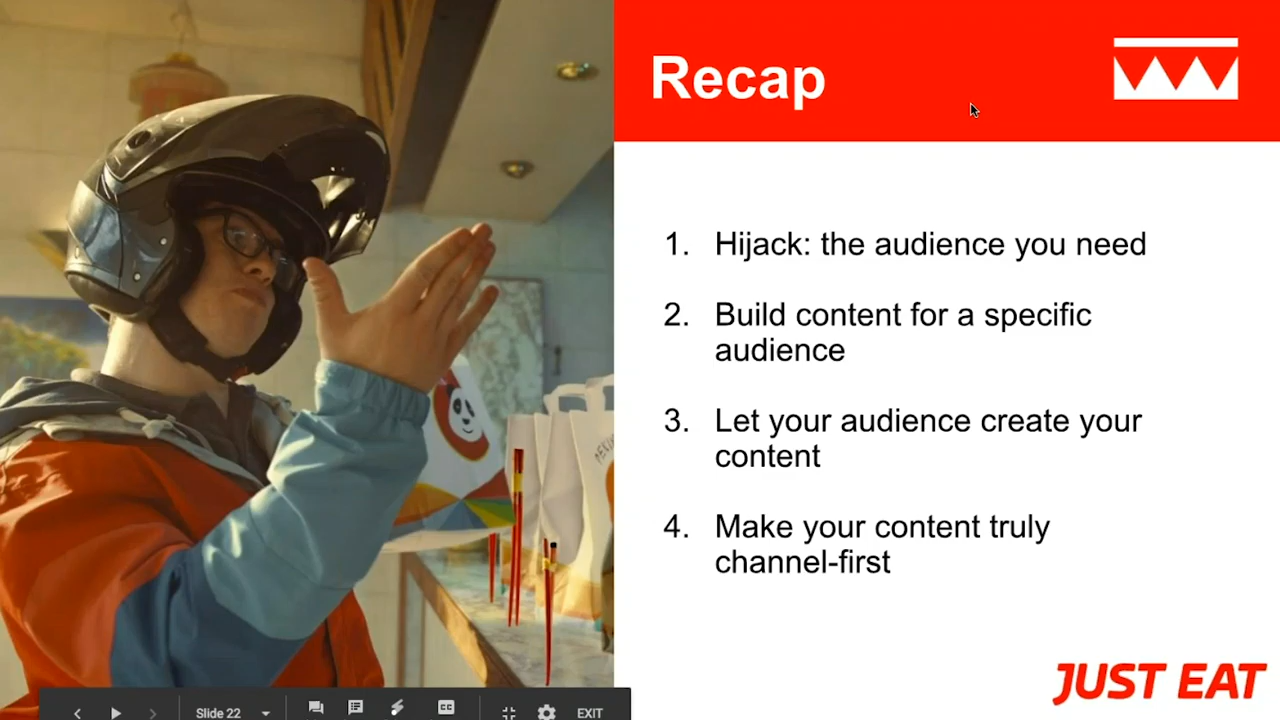 Recap
1. Hijack: the audience you need
2. Build content for a specific
audience
3. Let your audience create your
content
4. Make your content truly
channel-first
JUST EAT
Slide 22
CC
EXIT